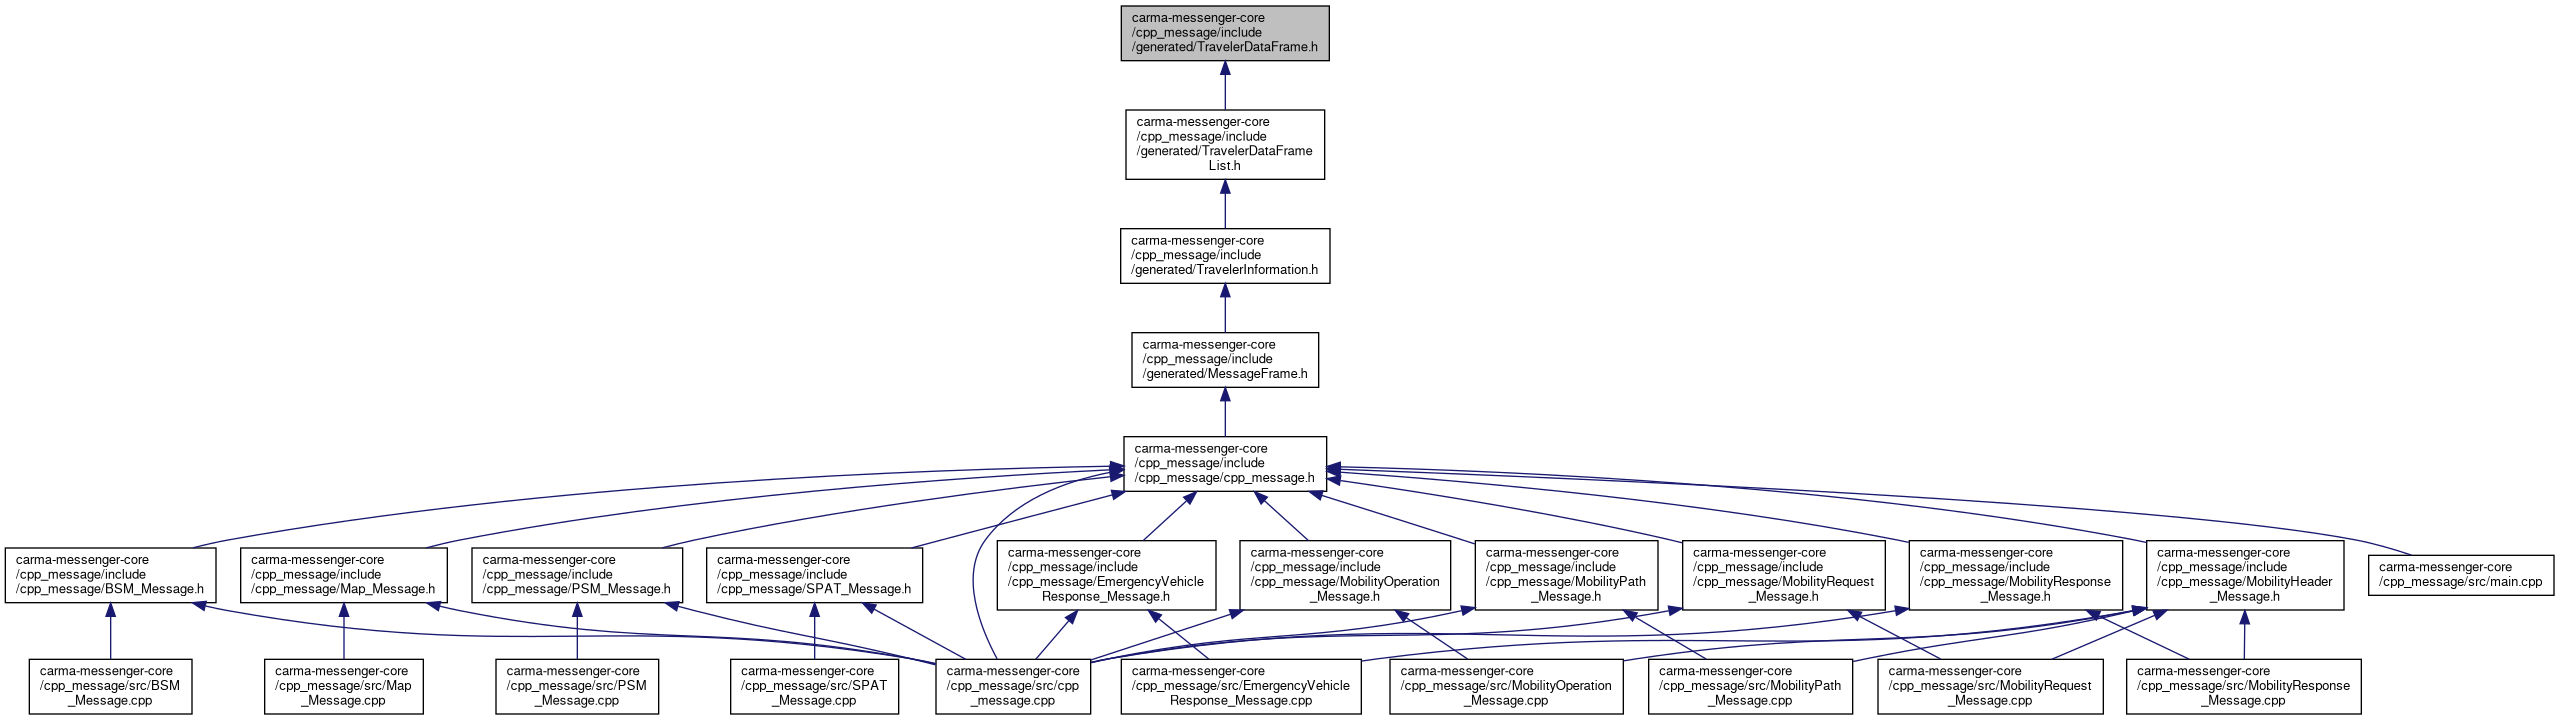 carma-messenger-core
/cpp_message/include
/generated/TravelerDataFrame.h
carma-messenger-core
/cpp_message/include
/generated/TravelerDataFrame
List.h
carma-messenger-core
/cpp_message/include
/generated/TravelerInformation.h
carma-messenger-core
/cpp_message/include
/generated/MessageFrame.h
carma-messenger-core
/cpp_message/include
/cpp_message/cpp_message.h
carma-messenger-core
/cpp_message/include
/cpp_message/BSM_Message.h
carma-messenger-core
/cpp_message/include
/cpp_message/Map_Message.h
carma-messenger-core
/cpp_message/include
/cpp_message/PSM_Message.h
carma-messenger-core
/cpp_message/include
/cpp_message/SPAT_Message.h
carma-messenger-core
/cpp_message/include
/cpp_message/EmergencyVehicle
Response_Message.h
carma-messenger-core
/cpp_message/include
/cpp_message/MobilityOperation
_Message.h
carma-messenger-core
/cpp_message/include
/cpp_message/MobilityPath
_Message.h
carma-messenger-core
/cpp_message/include
/cpp_message/MobilityRequest
_Message.h
carma-messenger-core
/cpp_message/include
/cpp_message/MobilityResponse
_Message.h
carma-messenger-core
/cpp_message/include
/cpp_message/MobilityHeader
_Message.h
carma-messenger-core
/cpp_message/src/main.cpp
carma-messenger-core
/cpp_message/src/BSM
_Message.cpp
carma-messenger-core
/cpp_message/src/Map
_Message.cpp
carma-messenger-core
/cpp_message/src/PSM
_Message.cpp
carma-messenger-core
/cpp_message/src/SPAT
_Message.cpp
carma-messenger-core
/cpp_message/src/cpp
_message.cpp
carma-messenger-core
/cpp_message/src/EmergencyVehicle
Response_Message.cpp
carma-messenger-core
/cpp_message/src/MobilityOperation
_Message.cpp
carma-messenger-core
/cpp_message/src/MobilityPath
_Message.cpp
carma-messenger-core
/cpp_message/src/MobilityRequest
_Message.cpp
carma-messenger-core
/cpp_message/src/MobilityResponse
_Message.cpp